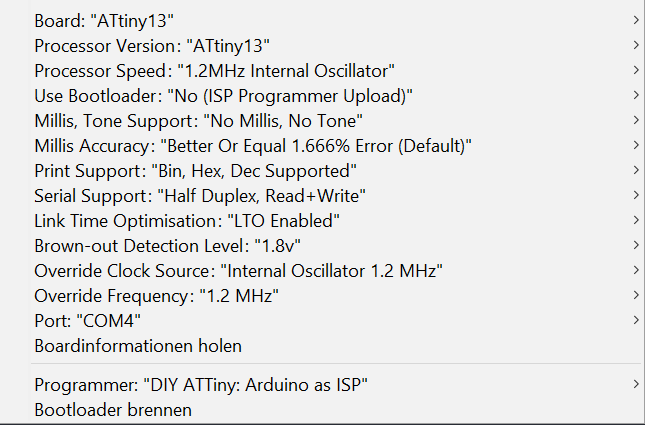 Board: "ATtiny13"
Processor Version: "ATtiny13"
Processor Speed: "1.2MHz Internal Oscillator"
Use Bootloader: "No (ISP Programmer Upload)"
Millis, Tone Support: "No Millis, No Tone"
Millis Accuracy: "Better Or Equal 1.666% Error (Default)"
Print Support: "Bin, Hex, Dec Supported"
Serial Support: "Half Duplex, Read+Write"
Link Time Optimisation: "LTO Enabled"
Brown-out Detection Level: "1.8v"
Override Clock Source: "Internal Oscillator 1.2 MHz"
Override Frequency: "1.2 MHz"
Port: "COM4"
Boardinformationen holen
Programmer: "DIY ATTiny: Arduino as ISP"
Bootloader brennen